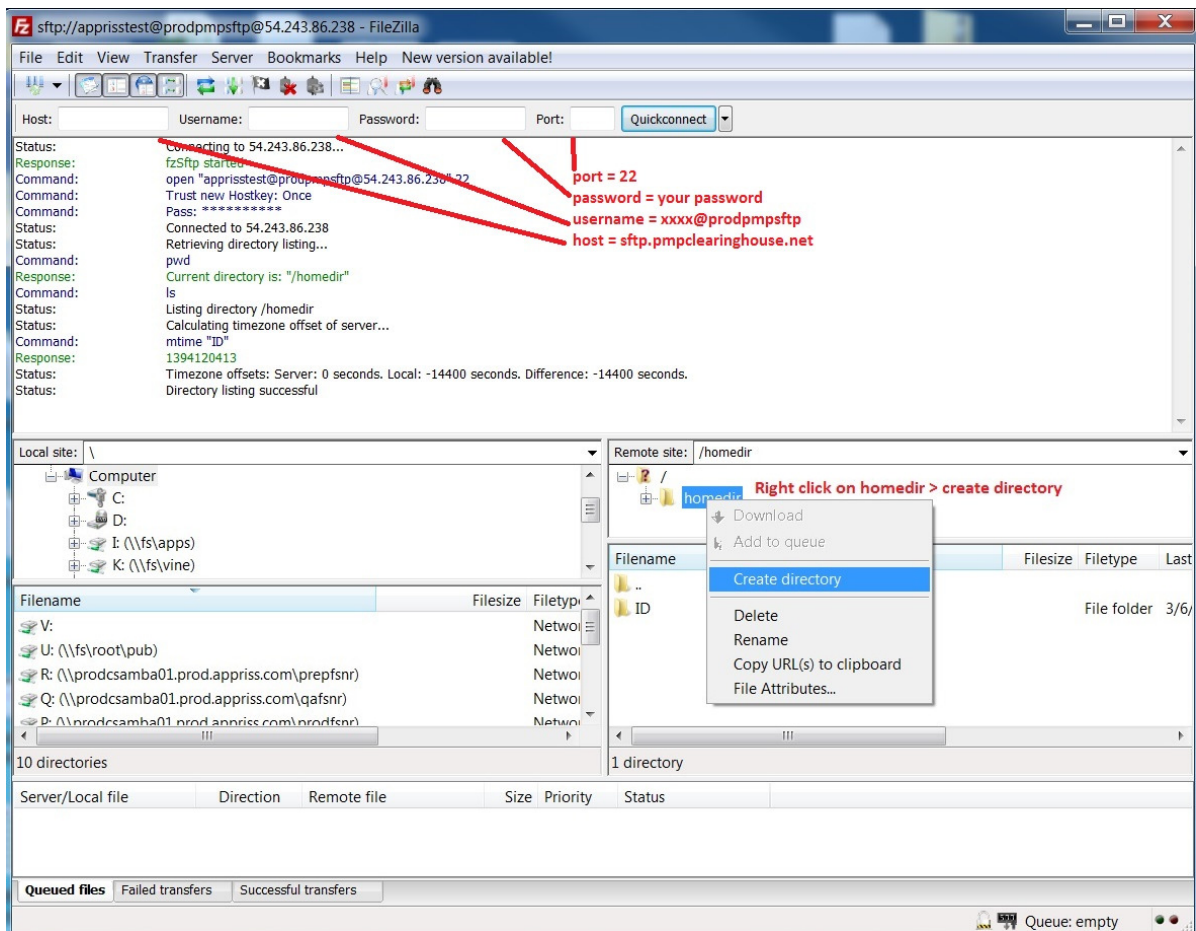 sftp://apprisstest@prodpmpsftp@54.243.86.238 - FileZilla
File Edit View Transfer Server Bookmarks Help New version available!
Host: Username: Password: Port: Quickconnect
Status: Connecting to 54.243.86.238...
Response: fzSftp started
Command: open "apprisstest@prodpmpsftp@54.243.86.238" 22
Command: Trust new Hostkey: Once
Command: Pass: **********
Status: Connected to 54.243.86.238
Status: Retrieving directory listing...
Command: pwd
Response: Current directory is: "/homedir"
Command: ls
Status: Listing directory /homedir
Status: Calculating timezone offset of server...
Command: mtime "ID"
Response: 1394120413
Status: Timezone offsets: Server: 0 seconds. Local: -14400 seconds. Difference: -14400 seconds.
Status: Directory listing successful
port = 22
password = your password
username = xxxx@prodpmpsftp
host = sftp.pmpclearinghouse.net
Local site: \
Computer
C:
D:
I: (\\fs\apps)
K: (\\fs\vine)
Filename Filesize Filetyp
V: Networ
U: (\\fs\root\pub) Networ
R: (\\prodcsamba01.prod.appriss.com\prepfsnr) Networ
Q: (\\prodcsamba01.prod.appriss.com\qafsnr) Networ
P: (\\prodcsamba01.prod.appriss.com\prodfsnr) Networ
10 directories
Remote site: /homedir
/
homedir
Right click on homedir > create directory
Filename Filesize Filetype Last
..
ID File folder 3/6/
Download
Add to queue
Create directory
Delete
Rename
Copy URL(s) to clipboard
File Attributes...
1 directory
Server/Local file Direction Remote file Size Priority Status
Queued files Failed transfers Successful transfers
Queue: empty